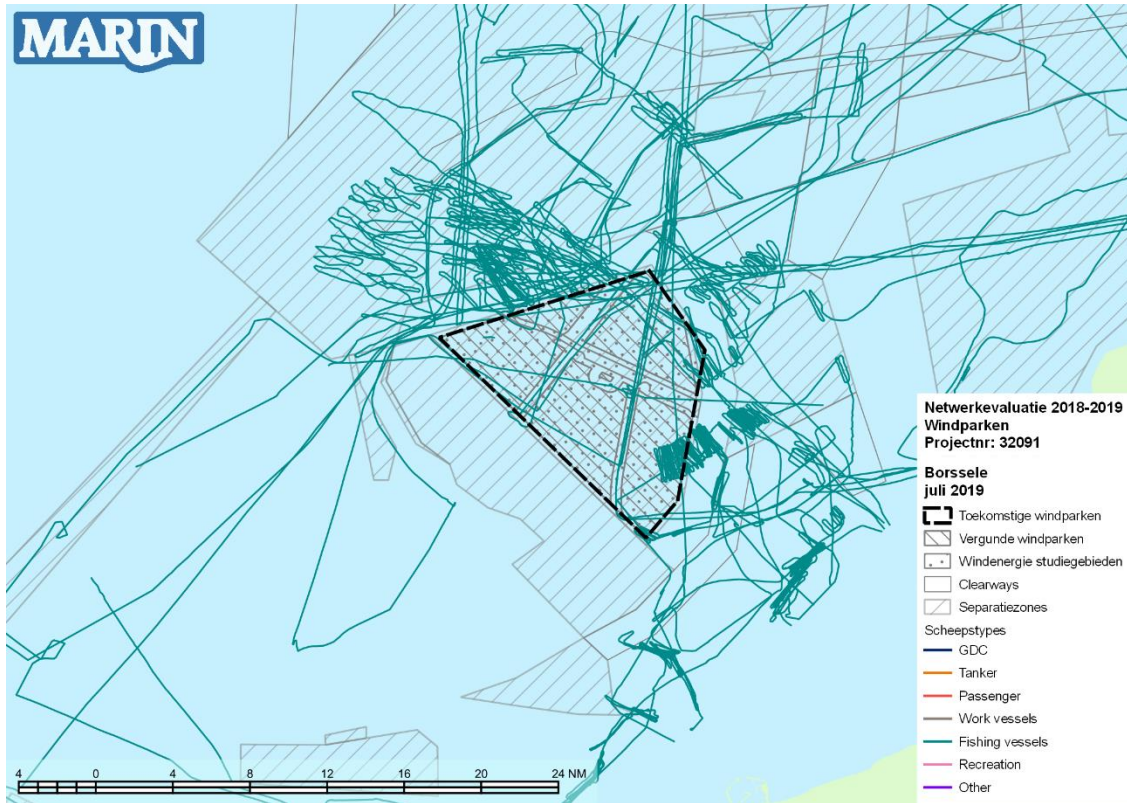 MARIN
Netwerkevaluatie 2018-2019
Windparken
Projectnr: 32091
Borssele
juli 2019
Toekomstige windparken
Vergunde windparken
Windenergie studiegebieden
Clearways
Separatiezones
Scheepstypes
GDC
Tanker
Passenger
Work vessels
Fishing vessels
Recreation
Other
4 0 4 8 12 16 20 24 NM